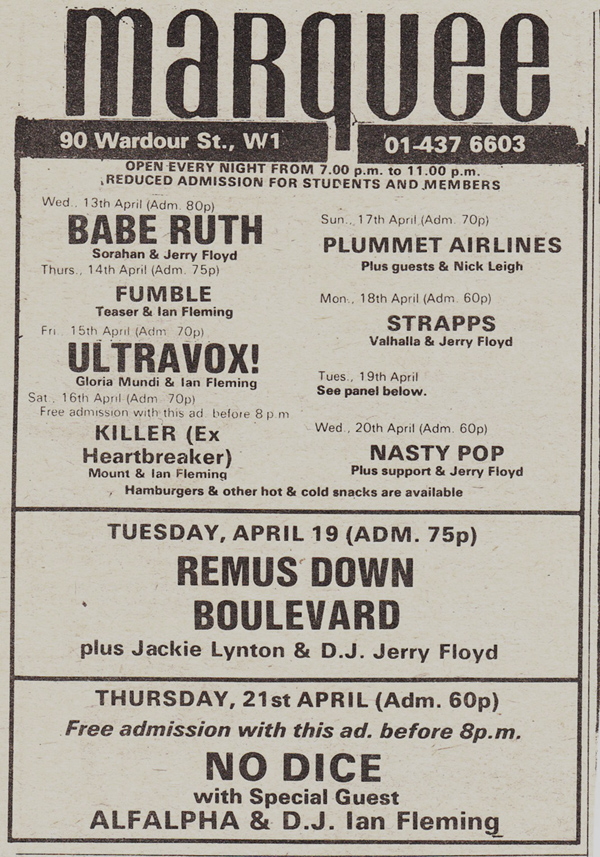 marquee
90 Wardour St., W1
01-437 6603
OPEN EVERY NIGHT FROM 7.00 p.m. to 11.00 p.m.
REDUCED ADMISSION FOR STUDENTS AND MEMBERS
Wed., 13th April (Adm. 80p)
BABE RUTH
Sorahan & Jerry Floyd
Thurs., 14th April (Adm. 75p)
FUMBLE
Teaser & Ian Fleming
Fri. 15th April (Adm. 70p)
ULTRAVOX!
Gloria Mundi & Ian Fleming
Sat., 16th April (Adm. 70p)
Free admission with this ad. before 8 p.m.
KILLER (Ex
Heartbreaker)
Mount & Ian Fleming
Sun., 17th April (Adm. 70p)
PLUMMET AIRLINES
Plus guests & Nick Leigh
Mon., 18th April (Adm. 60p)
STRAPPS
Valhalla & Jerry Floyd
Tues., 19th April
See panel below.
Wed., 20th April (Adm. 60p)
NASTY POP
Plus support & Jerry Floyd
Hamburgers & other hot & cold snacks are available
TUESDAY, APRIL 19 (ADM. 75p)
REMUS DOWN
BOULEVARD
plus Jackie Lynton & D.J. Jerry Floyd
THURSDAY, 21st APRIL (Adm. 60p)
Free admission with this ad. before 8p.m.
NO DICE
with Special Guest
ALFALPHA & D.J. Ian Fleming